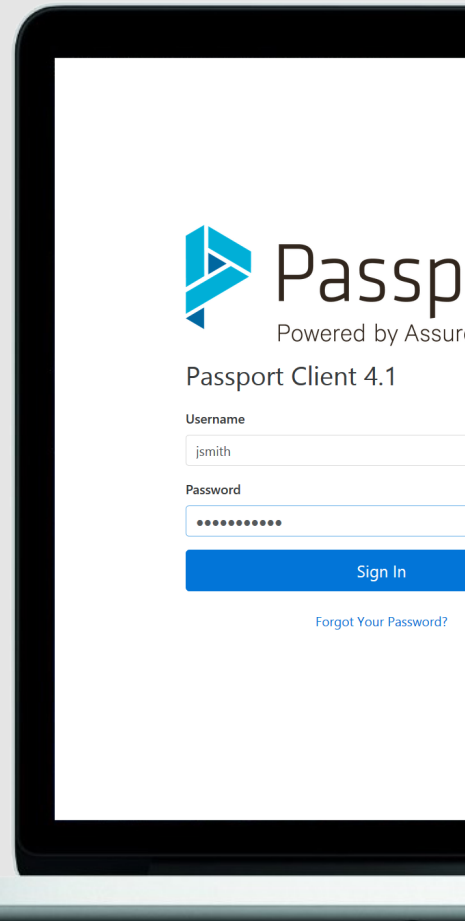 Passp
Powered by Assur
Passport Client 4.1
Username
jsmith
Password
•••••••••••
Sign In
Forgot Your Password?